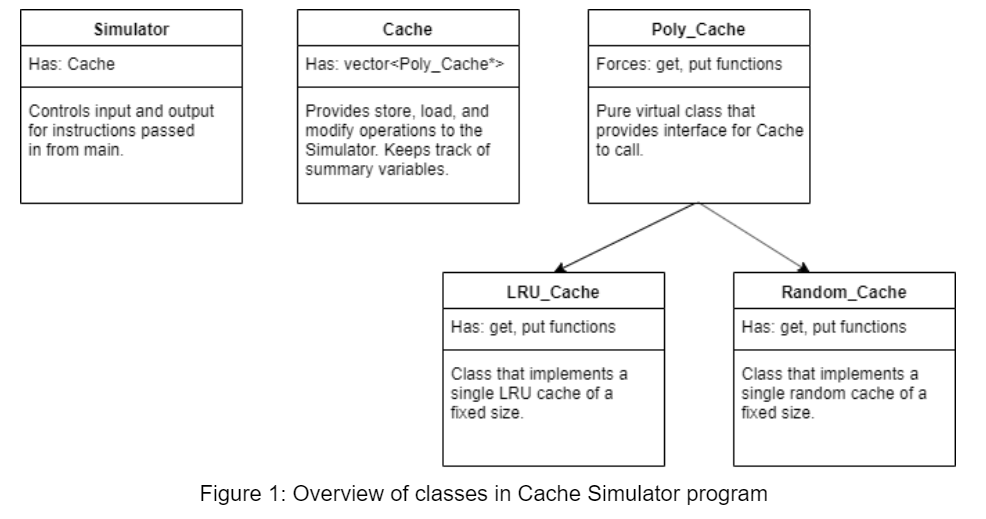 Simulator
Has: Cache
Controls input and output
for instructions passed
in from main.
Cache
Has: vector<Poly_Cache*>
Provides store, load, and
modify operations to the
Simulator. Keeps track of
summary variables.
Poly_Cache
Forces: get, put functions
Pure virtual class that
provides interface for Cache
to call.
LRU_Cache
Has: get, put functions
Class that implements a
single LRU cache of a
fixed size.
Random_Cache
Has: get, put functions
Class that implements a
single random cache of a
fixed size.
Figure 1: Overview of classes in Cache Simulator program